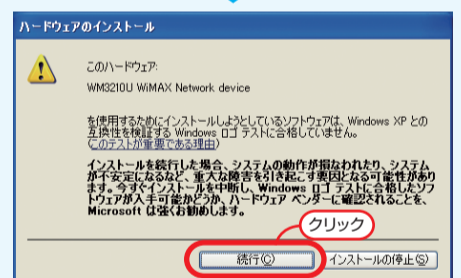 ハードウェアのインストール
このハードウェア:
WM3210U WiMAX Network device
を使用するためにインストールしようとしているソフトウェアは、Windows XP との
互換性を検証する Windows ロゴ テストに合格していません。
(このテストが重要である理由)
インストールを続行した場合、システムの動作が損なわれたり、システム
が不安定になるなど、重大な障害を引き起こす要因となる可能性があり
ます。今すぐインストールを中断し、Windows ロゴ テストに合格したソフ
トウェアが入手可能かどうか、ハードウェア ベンダーに確認されることを、
Microsoft は強くお勧めします。
クリック
続行(C)
インストールの停止(S)